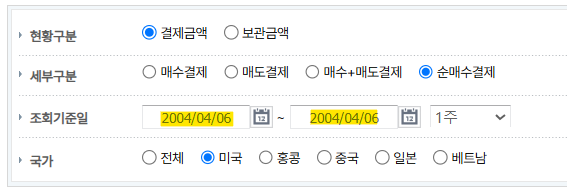 현황구분 결제금액 보관금액
세부구분 매수결제 매도결제 매수+매도결제 순매수결제
조회기준일 2004/04/06 12 ~ 2004/04/06 12 1주
국가 전체 미국 홍콩 중국 일본 베트남